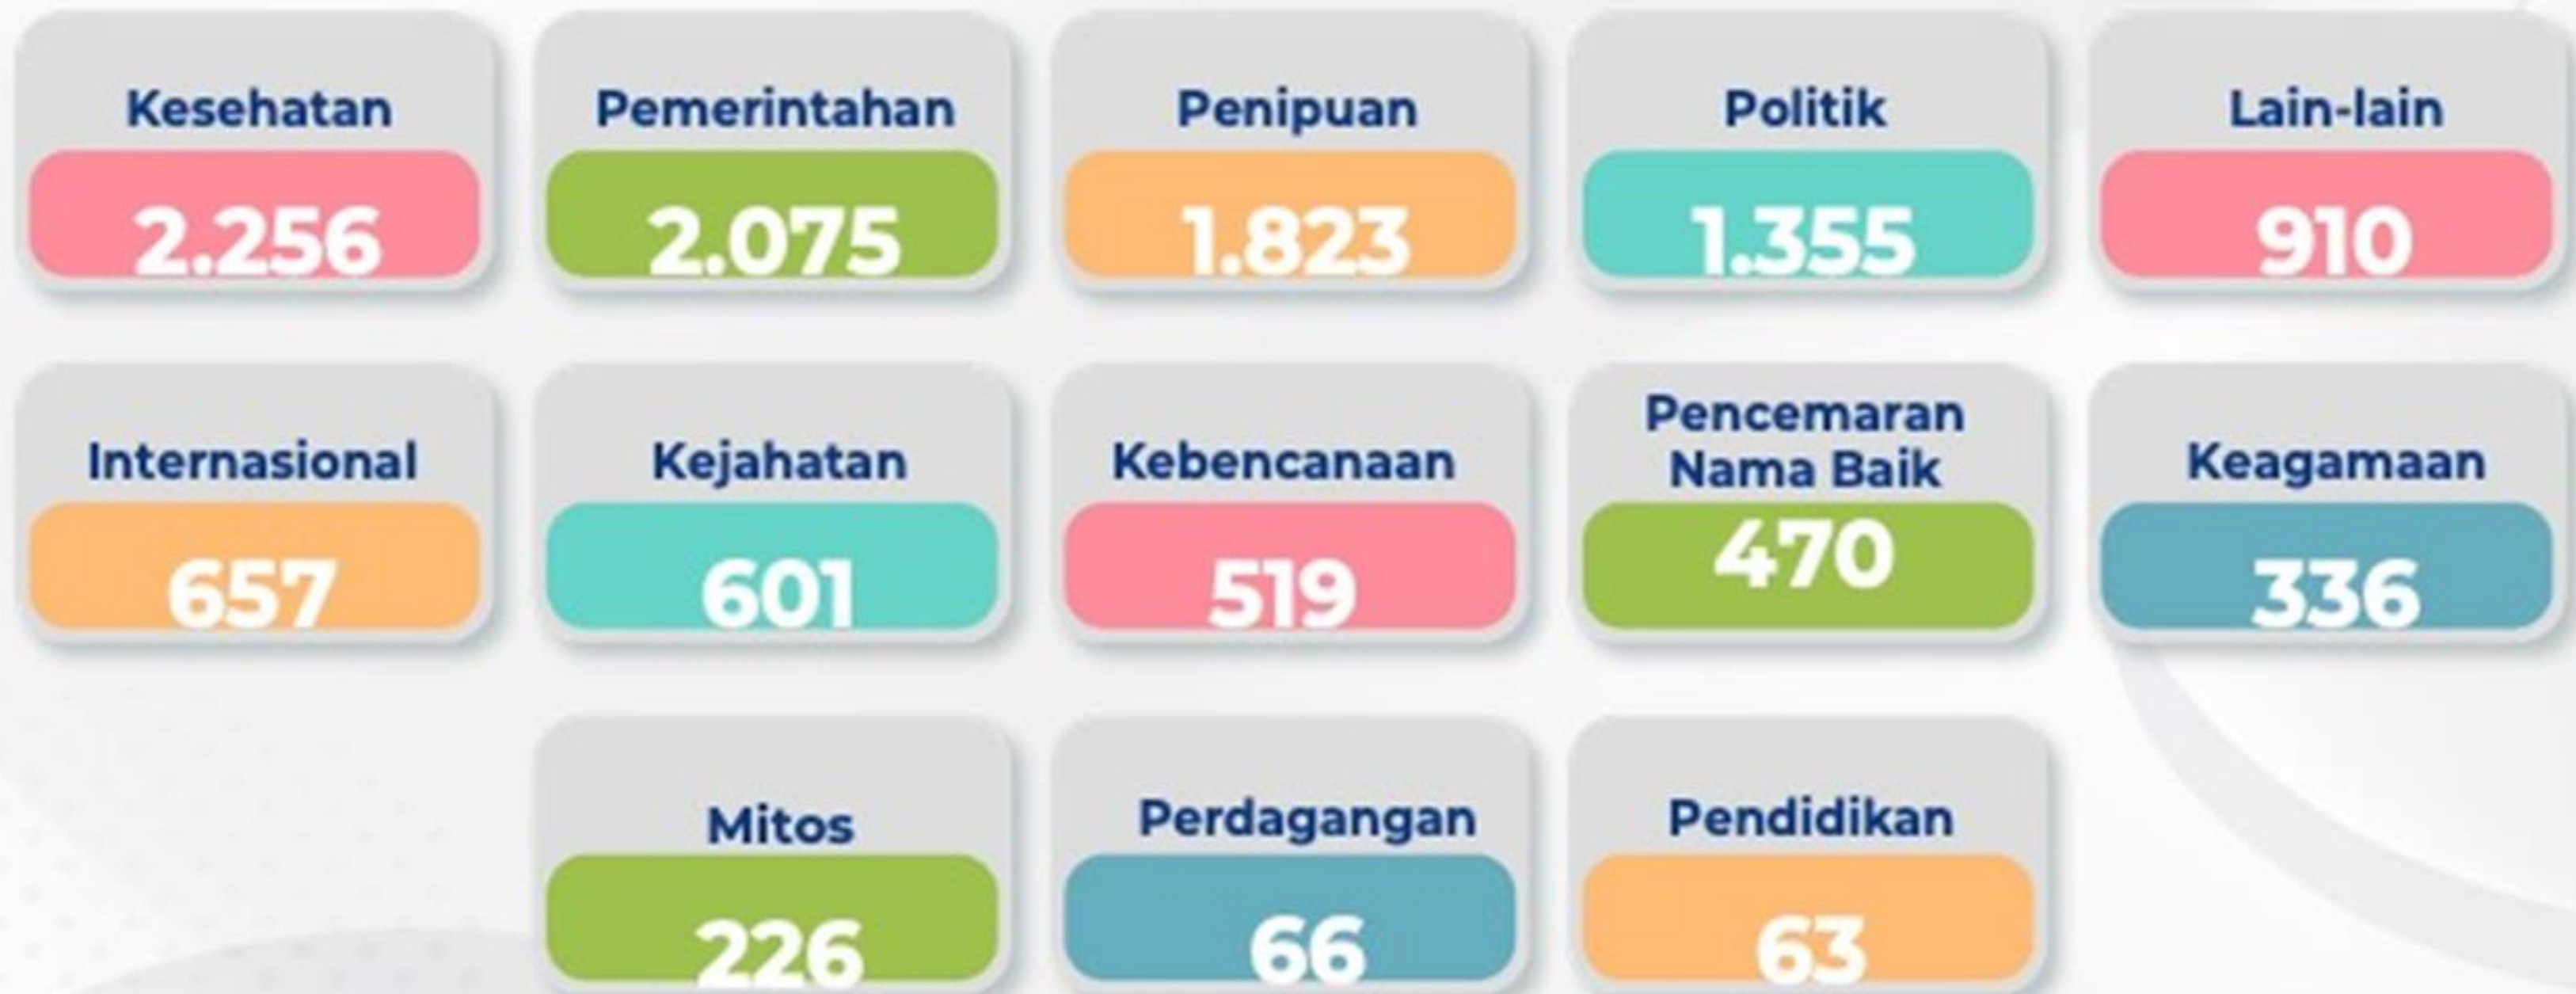 Kesehatan
2.256
Pemerintahan
2.075
Penipuan
1.823
Politik
1.355
Lain-lain
910
Internasional
657
Kejahatan
601
Kebencanaan
519
Pencemaran
Nama Baik
470
Keagamaan
336
Mitos
226
Perdagangan
66
Pendidikan
63